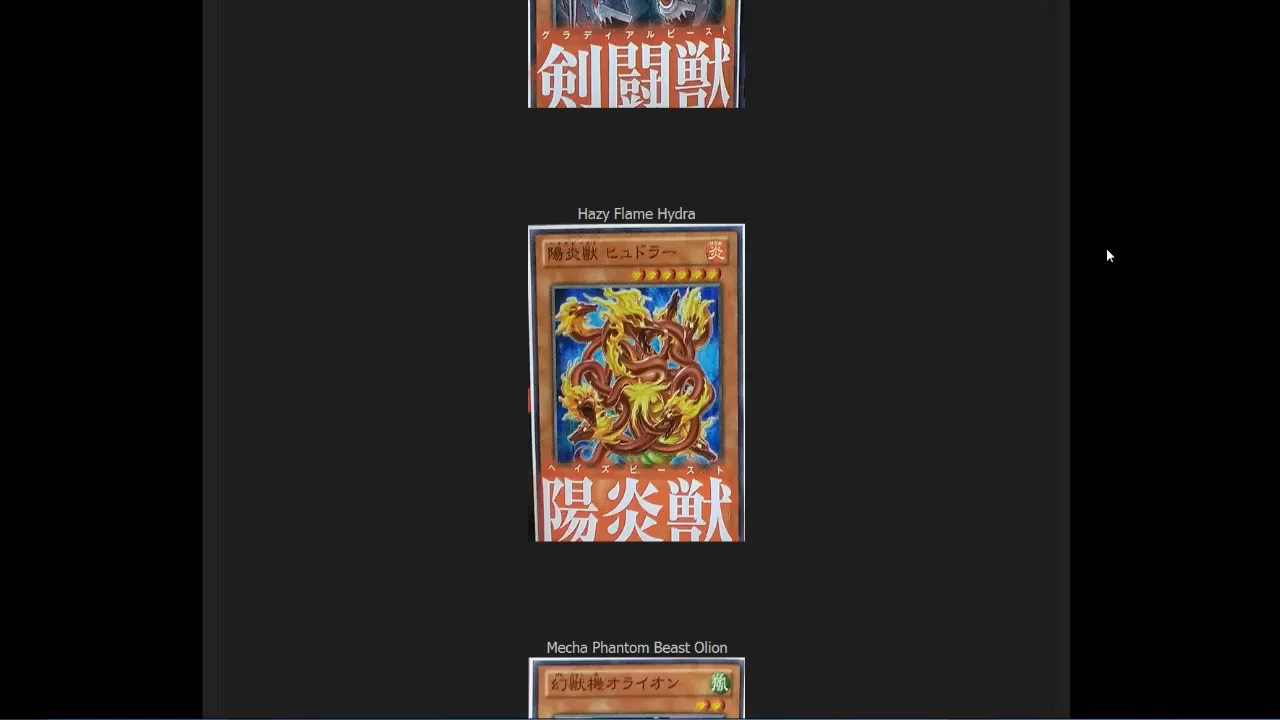 グラディアルビースト
剣闘獣
Hazy Flame Hydra
陽炎獣 ヒュドラー
炎
ヘイズビースト
陽炎獣
Mecha Phantom Beast Olion
幻獣機オライオン